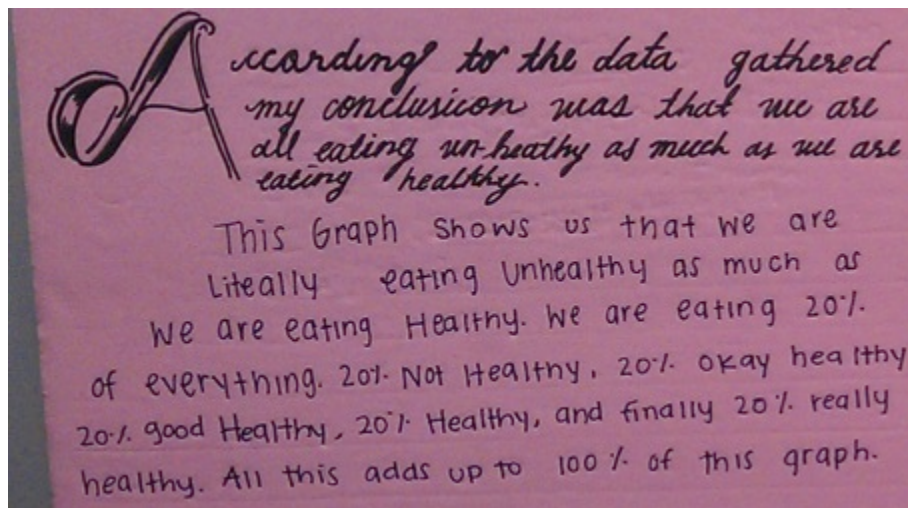 According to the data gathered
my conclusicon was that we are
all eating un-heathy as much as we are
eating healthy.
This Graph Shows us that we are
Liteally eating Unhealthy as much as
We are eating Healthy. We are eating 20%
of everything. 20% Not Healthy, 20% okay healthy
20% good Healthy, 20% Healthy, and finally 20% really
healthy. All this adds up to 100% of this graph.